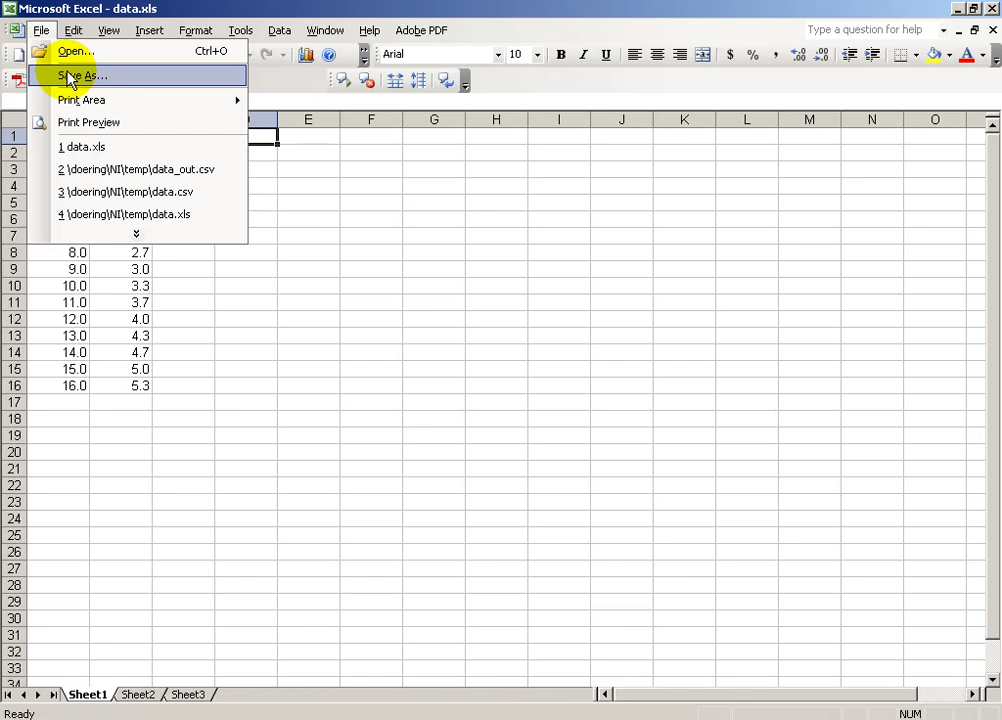 Microsoft Excel - data.xls
File Edit View Insert Format Tools Data Window Help Adobe PDF
Type a question for help
Open... Ctrl+O
Arial 10 B I U $ % , A
Save As...
Print Area
Print Preview
1 data.xls
2 \doering\NI\temp\data_out.csv
3 \doering\NI\temp\data.csv
4 \doering\NI\temp\data.xls
E F G H I J K L M N O
1
2
3
4
5
6
7
8 8.0 2.7
9 9.0 3.0
10 10.0 3.3
11 11.0 3.7
12 12.0 4.0
13 13.0 4.3
14 14.0 4.7
15 15.0 5.0
16 16.0 5.3
17
18
19
20
21
22
23
24
25
26
27
28
29
30
31
32
33
Sheet1 Sheet2 Sheet3
Ready NUM